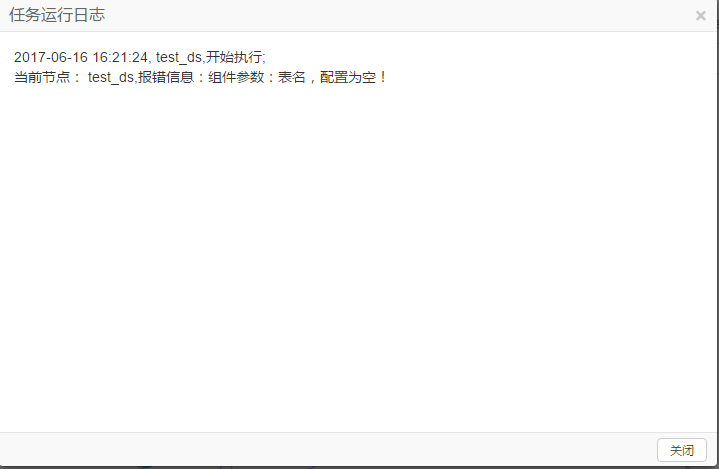 任务运行日志
×
2017-06-16 16:21:24, test_ds,开始执行;
当前节点： test_ds,报错信息：组件参数：表名，配置为空！
关闭